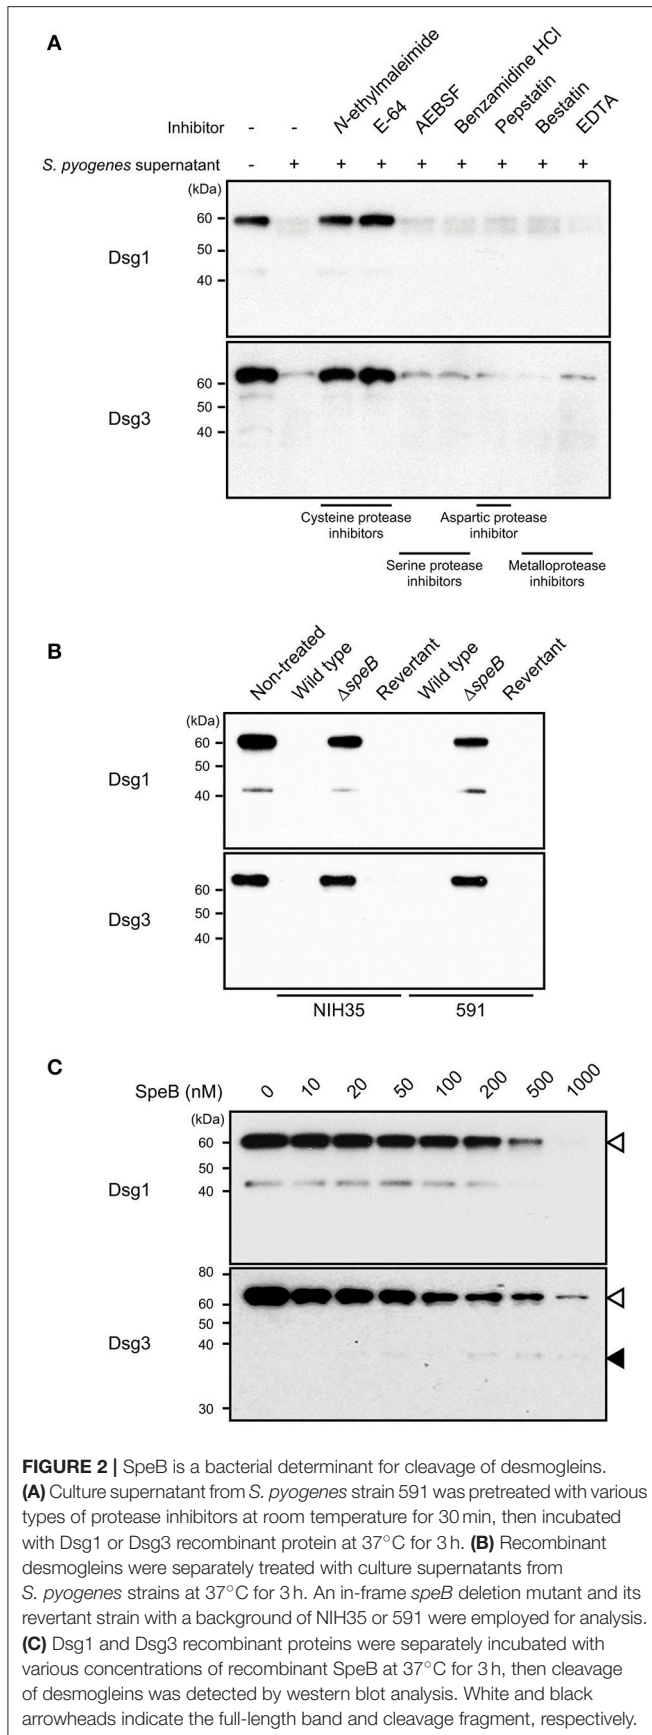 A
Inhibitor - - N-ethylmaleimide E-64 AEBSF Benzamidine HCl Pepstatin Bestatin EDTA
S. pyogenes supernatant - + + + + + + + +
(kDa)
60
50
40
Dsg1
60
50
40
Dsg3
Cysteine protease inhibitors
Aspartic protease inhibitor
Serine protease inhibitors
Metalloprotease inhibitors
B
Non-treated Wild type ΔspeB Revertant Wild type ΔspeB Revertant
(kDa)
60
50
40
Dsg1
60
50
40
Dsg3
NIH35 591
C
SpeB (nM) 0 10 20 50 100 200 500 1000
(kDa)
60
50
40
Dsg1
80
60
50
40
30
Dsg3
FIGURE 2 | SpeB is a bacterial determinant for cleavage of desmogleins.
(A) Culture supernatant from S. pyogenes strain 591 was pretreated with various
types of protease inhibitors at room temperature for 30 min, then incubated
with Dsg1 or Dsg3 recombinant protein at 37°C for 3 h. (B) Recombinant
desmogleins were separately treated with culture supernatants from
S. pyogenes strains at 37°C for 3 h. An in-frame speB deletion mutant and its
revertant strain with a background of NIH35 or 591 were employed for analysis.
(C) Dsg1 and Dsg3 recombinant proteins were separately incubated with
various concentrations of recombinant SpeB at 37°C for 3 h, then cleavage
of desmogleins was detected by western blot analysis. White and black
arrowheads indicate the full-length band and cleavage fragment, respectively.